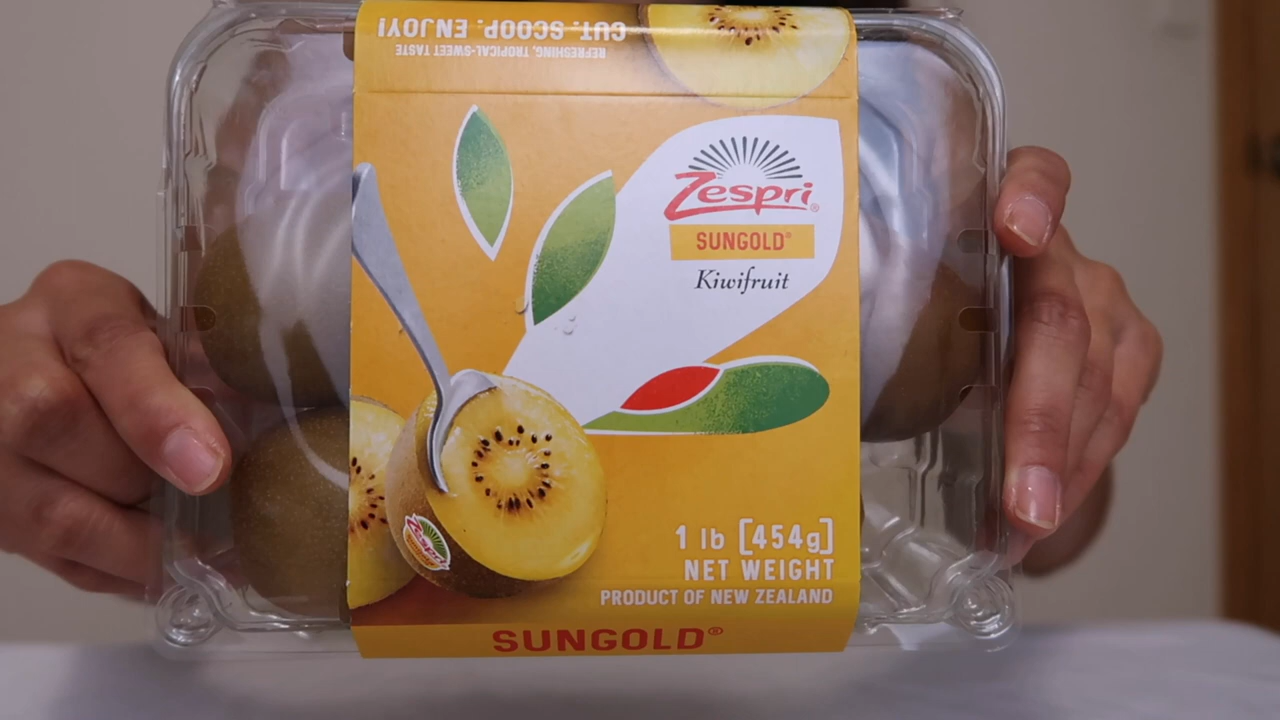 CUT. SCOOP. ENJOY!
REFRESHING, TROPICAL-SWEET TASTE
Zespri®
SUNGOLD®
Kiwifruit
Zespri
1 lb [454g]
NET WEIGHT
PRODUCT OF NEW ZEALAND
SUNGOLD®